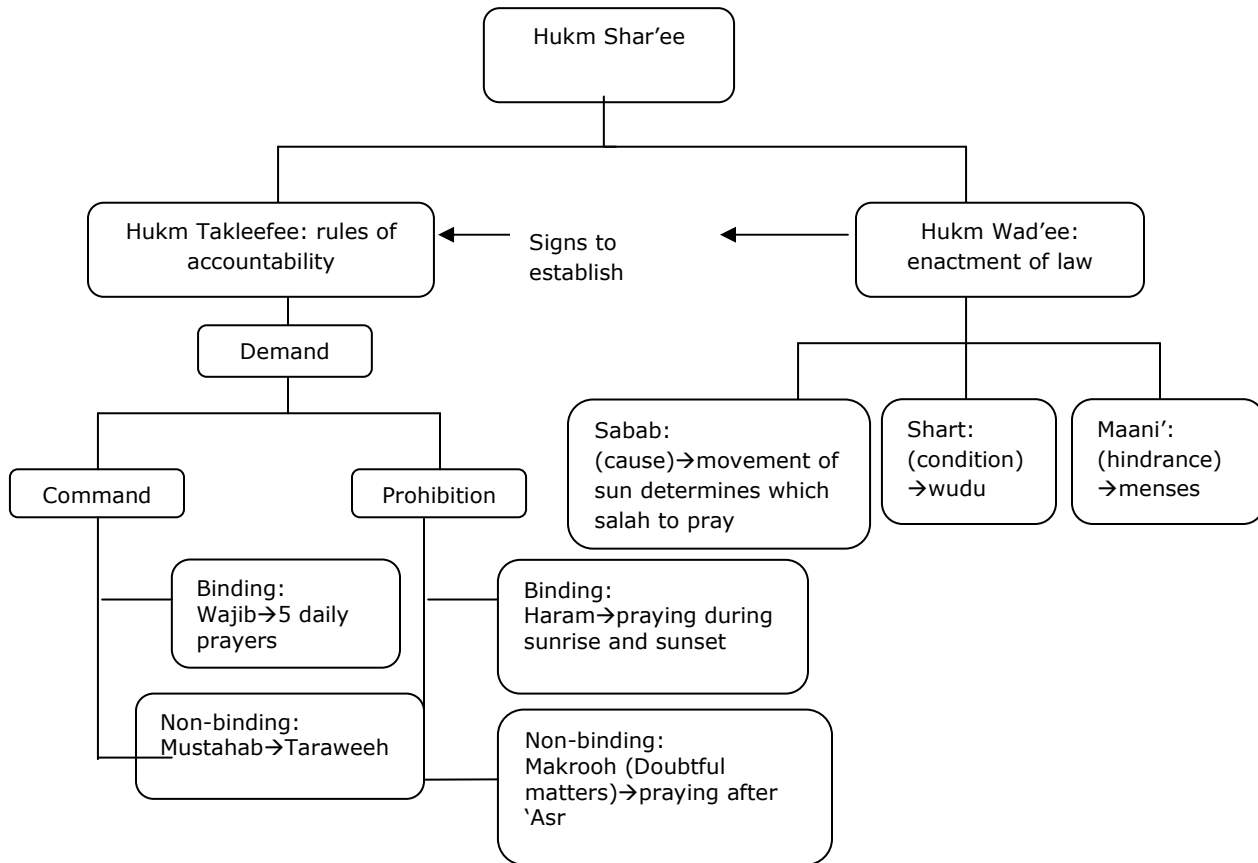 Hukm Shar’ee
Hukm Takleefee: rules of
accountability
Signs to
establish
Hukm Wad’ee:
enactment of law
Demand
Command
Prohibition
Sabab:
(cause)→movement of
sun determines which
salah to pray
Shart:
(condition)
→wudu
Maani’:
(hindrance)
→menses
Binding:
Wajib→5 daily
prayers
Binding:
Haram→praying during
sunrise and sunset
Non-binding:
Mustahab→Taraweeh
Non-binding:
Makrooh (Doubtful
matters)→praying after
‘Asr